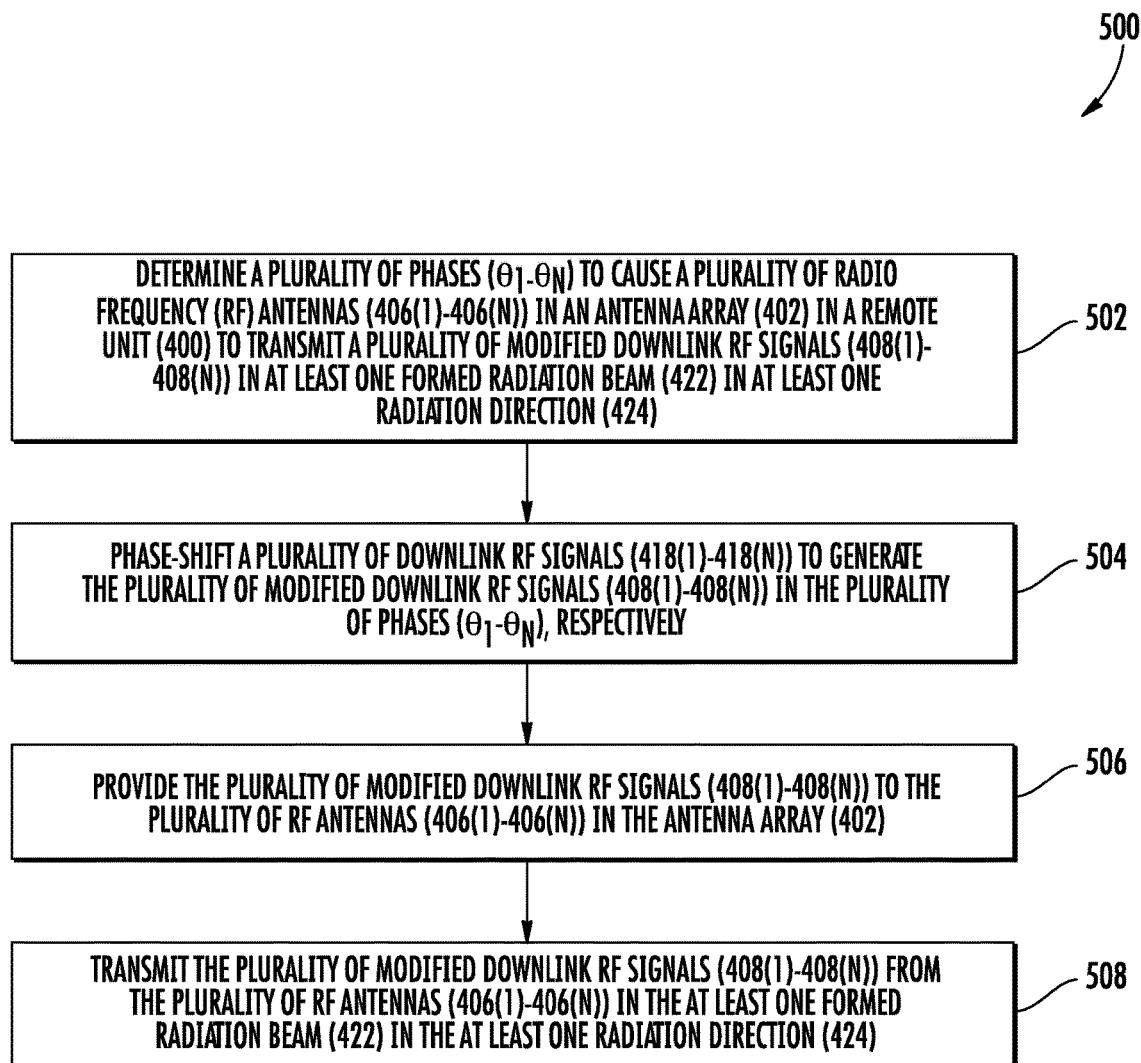 500
DETERMINE A PLURALITY OF PHASES (θ1-θN) TO CAUSE A PLURALITY OF RADIO
FREQUENCY (RF) ANTENNAS (406(1)-406(N)) IN AN ANTENNA ARRAY (402) IN A REMOTE
UNIT (400) TO TRANSMIT A PLURALITY OF MODIFIED DOWNLINK RF SIGNALS (408(1)-
408(N)) IN AT LEAST ONE FORMED RADIATION BEAM (422) IN AT LEAST ONE
RADIATION DIRECTION (424)
502
PHASE-SHIFT A PLURALITY OF DOWNLINK RF SIGNALS (418(1)-418(N)) TO GENERATE
THE PLURALITY OF MODIFIED DOWNLINK RF SIGNALS (408(1)-408(N)) IN THE PLURALITY
OF PHASES (θ1-θN), RESPECTIVELY
504
PROVIDE THE PLURALITY OF MODIFIED DOWNLINK RF SIGNALS (408(1)-408(N)) TO THE
PLURALITY OF RF ANTENNAS (406(1)-406(N)) IN THE ANTENNA ARRAY (402)
506
TRANSMIT THE PLURALITY OF MODIFIED DOWNLINK RF SIGNALS (408(1)-408(N)) FROM
THE PLURALITY OF RF ANTENNAS (406(1)-406(N)) IN THE AT LEAST ONE FORMED
RADIATION BEAM (422) IN THE AT LEAST ONE RADIATION DIRECTION (424)
508